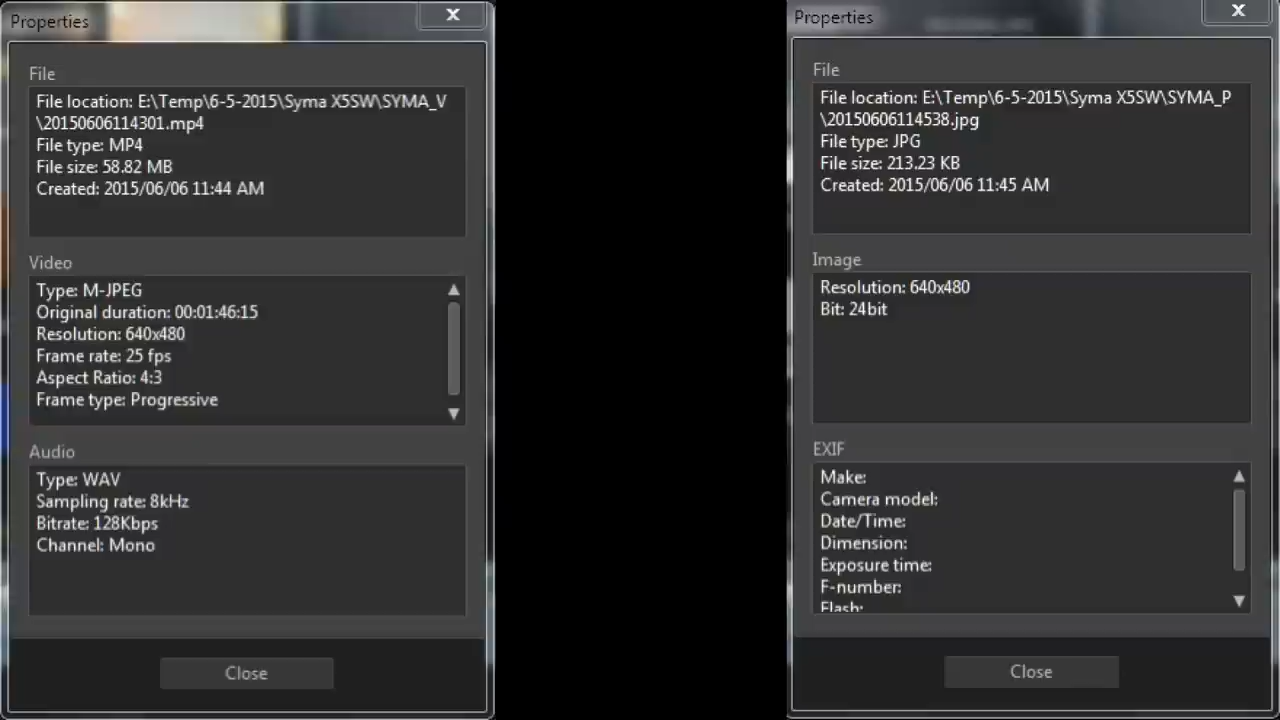 Properties
File
File location: E:\Temp\6-5-2015\Syma X5SW\SYMA_V
\20150606114301.mp4
File type: MP4
File size: 58.82 MB
Created: 2015/06/06 11:44 AM
Video
Type: M-JPEG
Original duration: 00:01:46:15
Resolution: 640x480
Frame rate: 25 fps
Aspect Ratio: 4:3
Frame type: Progressive
Audio
Type: WAV
Sampling rate: 8kHz
Bitrate: 128Kbps
Channel: Mono
Close
Properties
File
File location: E:\Temp\6-5-2015\Syma X5SW\SYMA_P
\20150606114538.jpg
File type: JPG
File size: 213.23 KB
Created: 2015/06/06 11:45 AM
Image
Resolution: 640x480
Bit: 24bit
EXIF
Make:
Camera model:
Date/Time:
Dimension:
Exposure time:
F-number:
Flash:
Close